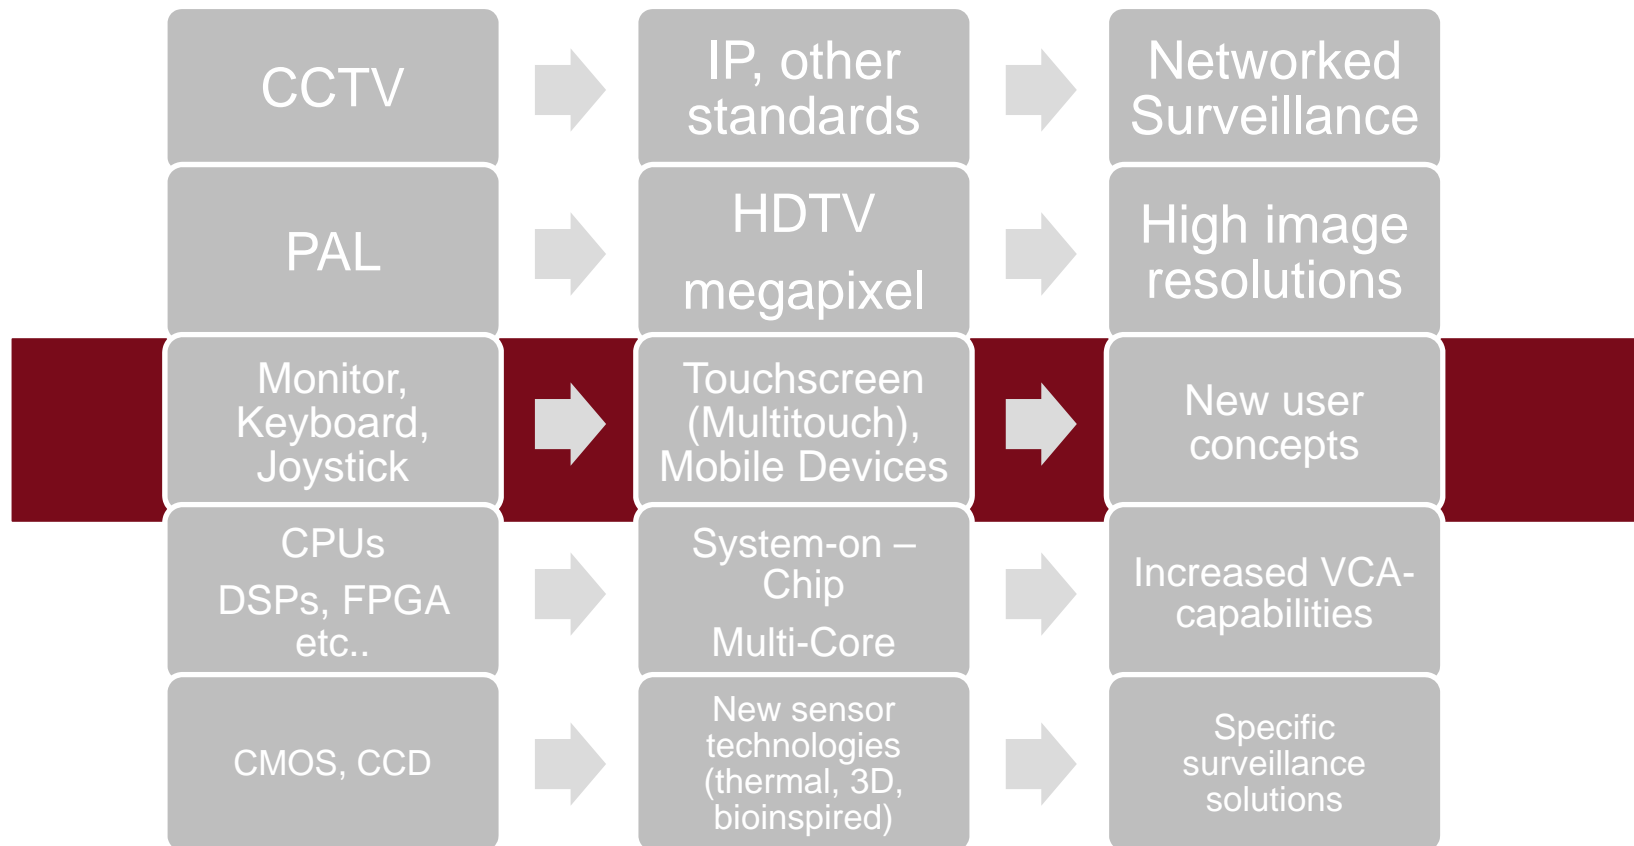 CCTV
IP, other
standards
Networked
Surveillance
PAL
HDTV
megapixel
High image
resolutions
Monitor,
Keyboard,
Joystick
Touchscreen
(Multitouch),
Mobile Devices
New user
concepts
CPUs
DSPs, FPGA
etc..
System-on –
Chip
Multi-Core
Increased VCA-
capabilities
CMOS, CCD
New sensor
technologies
(thermal, 3D,
bioinspired)
Specific
surveillance
solutions